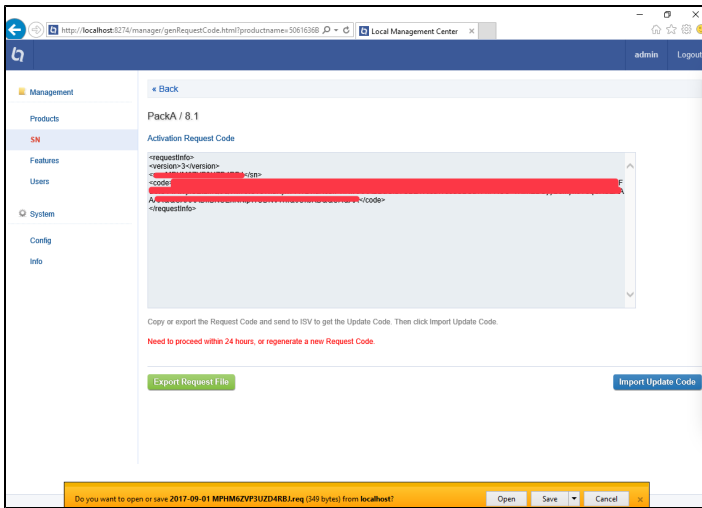 http://localhost:8274/manager/genRequestCode.html?productname=5061636B
Local Management Center
admin
Logout
Management
« Back
Products
PackA / 8.1
SN
Activation Request Code
Features
Users
<requestInfo>
<version>3</version>
</sn>
<code>
</code>
</requestInfo>
System
Config
Info
Copy or export the Request Code and send to ISV to get the Update Code. Then click Import Update Code.
Need to proceed within 24 hours, or regenerate a new Request Code.
Export Request File
Import Update Code
Do you want to open or save 2017-09-01 MPHM6ZVP3UZD4RBJ.req (349 bytes) from localhost?
Open
Save
Cancel